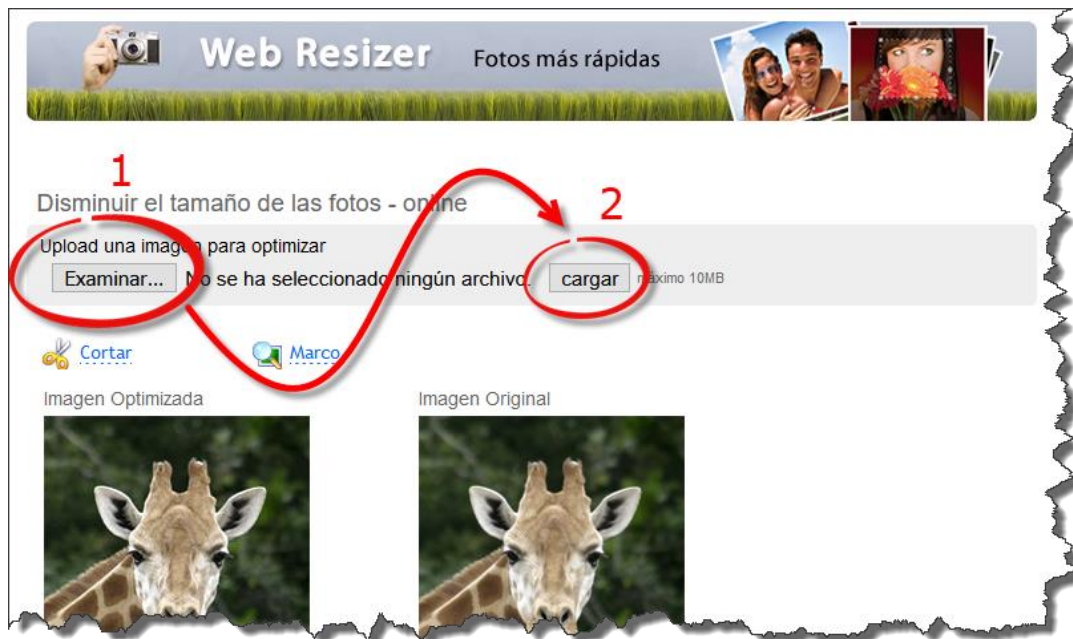 Web Resizer Fotos más rápidas
1
Disminuir el tamaño de las fotos - online
2
Upload una imagen para optimizar
Examinar... No se ha seleccionado ningún archivo. cargar máximo 10MB
Cortar Marco
Imagen Optimizada Imagen Original